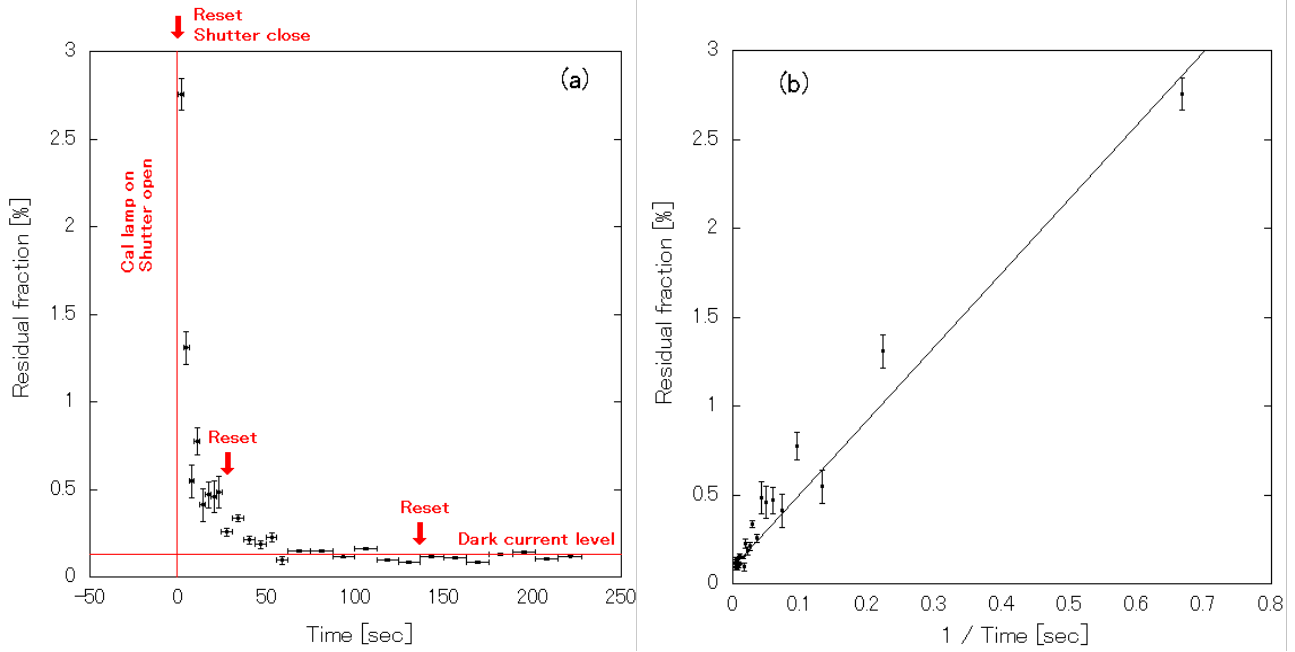 Reset
Shutter close
(a)
Cal lamp on
Shutter open
Reset
Reset
Dark current level
3
2.5
2
1.5
1
0.5
0
Residual fraction [%]
-50
0
50
100
150
200
250
Time [sec]
(b)
3
2.5
2
1.5
1
0.5
0
Residual fraction [%]
0
0.1
0.2
0.3
0.4
0.5
0.6
0.7
0.8
1 / Time [sec]